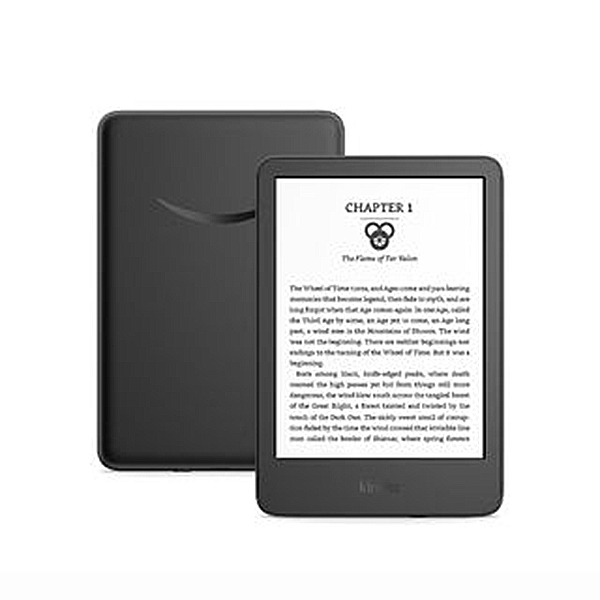 CHAPTER 1
The Flame of Tar Valon
The Wheel of Time turns, and Ages come and pass leaving
memories that become legend, then fade to myth, and are
long forgot when that Age comes again. In one Age, called
the Third Age by some, an Age yet to come, an Age long
past, a wind rose in the Mountains of Dhoom. The wind
was not the beginning. There are neither beginnings nor
endings to the turning of the Wheel of Time. But it was a
beginning.
Born among black, knife-edged peaks, where death
roamed the high passes yet hid from things still more
dangerous, the wind blew south across the tangled forest
of the Great Blight, a forest tainted and twisted by the
touch of the Dark One. The sickly sweet smell of corrup-
tion faded by the time the wind crossed that invisible line
men called the border of Shienar, where spring flowers
kindle